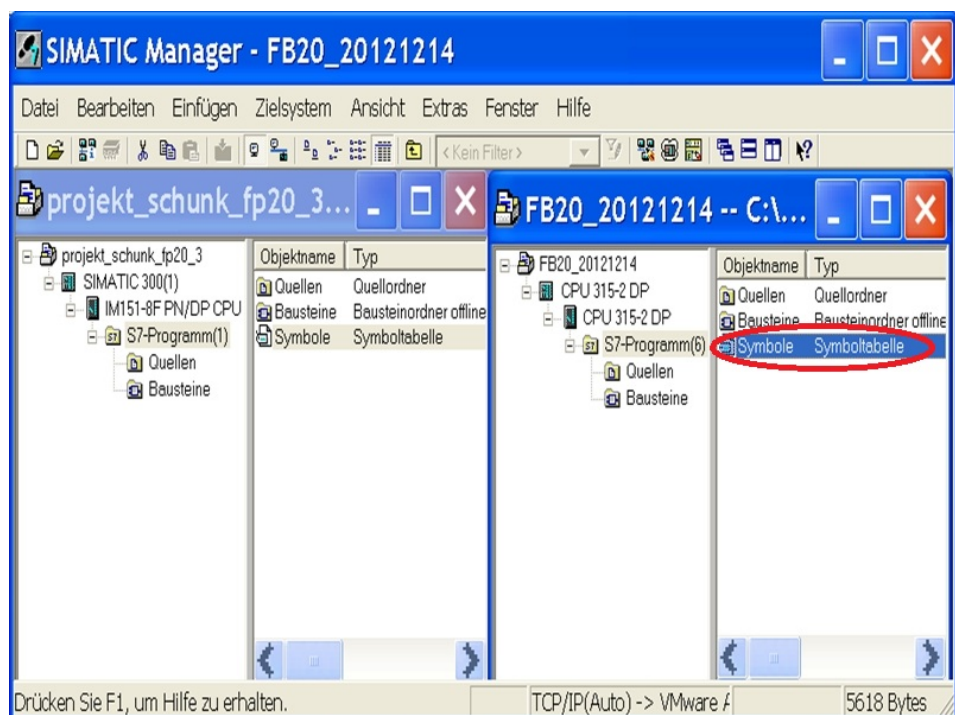 SIMATIC Manager - FB20_20121214
Datei Bearbeiten Einfügen Zielsystem Ansicht Extras Fenster Hilfe
< Kein Filter >
projekt_schunk_fp20_3...
projekt_schunk_fp20_3
SIMATIC 300(1)
IM151-8F PN/DP CPU
S7-Programm(1)
Quellen
Bausteine
Objektname Typ
Quellen Quellordner
Bausteine Bausteinordner offline
Symbole Symboltabelle
FB20_20121214 -- C:\...
FB20_20121214
CPU 315-2 DP
CPU 315-2 DP
S7-Programm(6)
Quellen
Bausteine
Objektname Typ
Quellen Quellordner
Bausteine Bausteinordner offline
Symbole Symboltabelle
Drücken Sie F1, um Hilfe zu erhalten. TCP/IP(Auto) -> VMware A 5618 Bytes